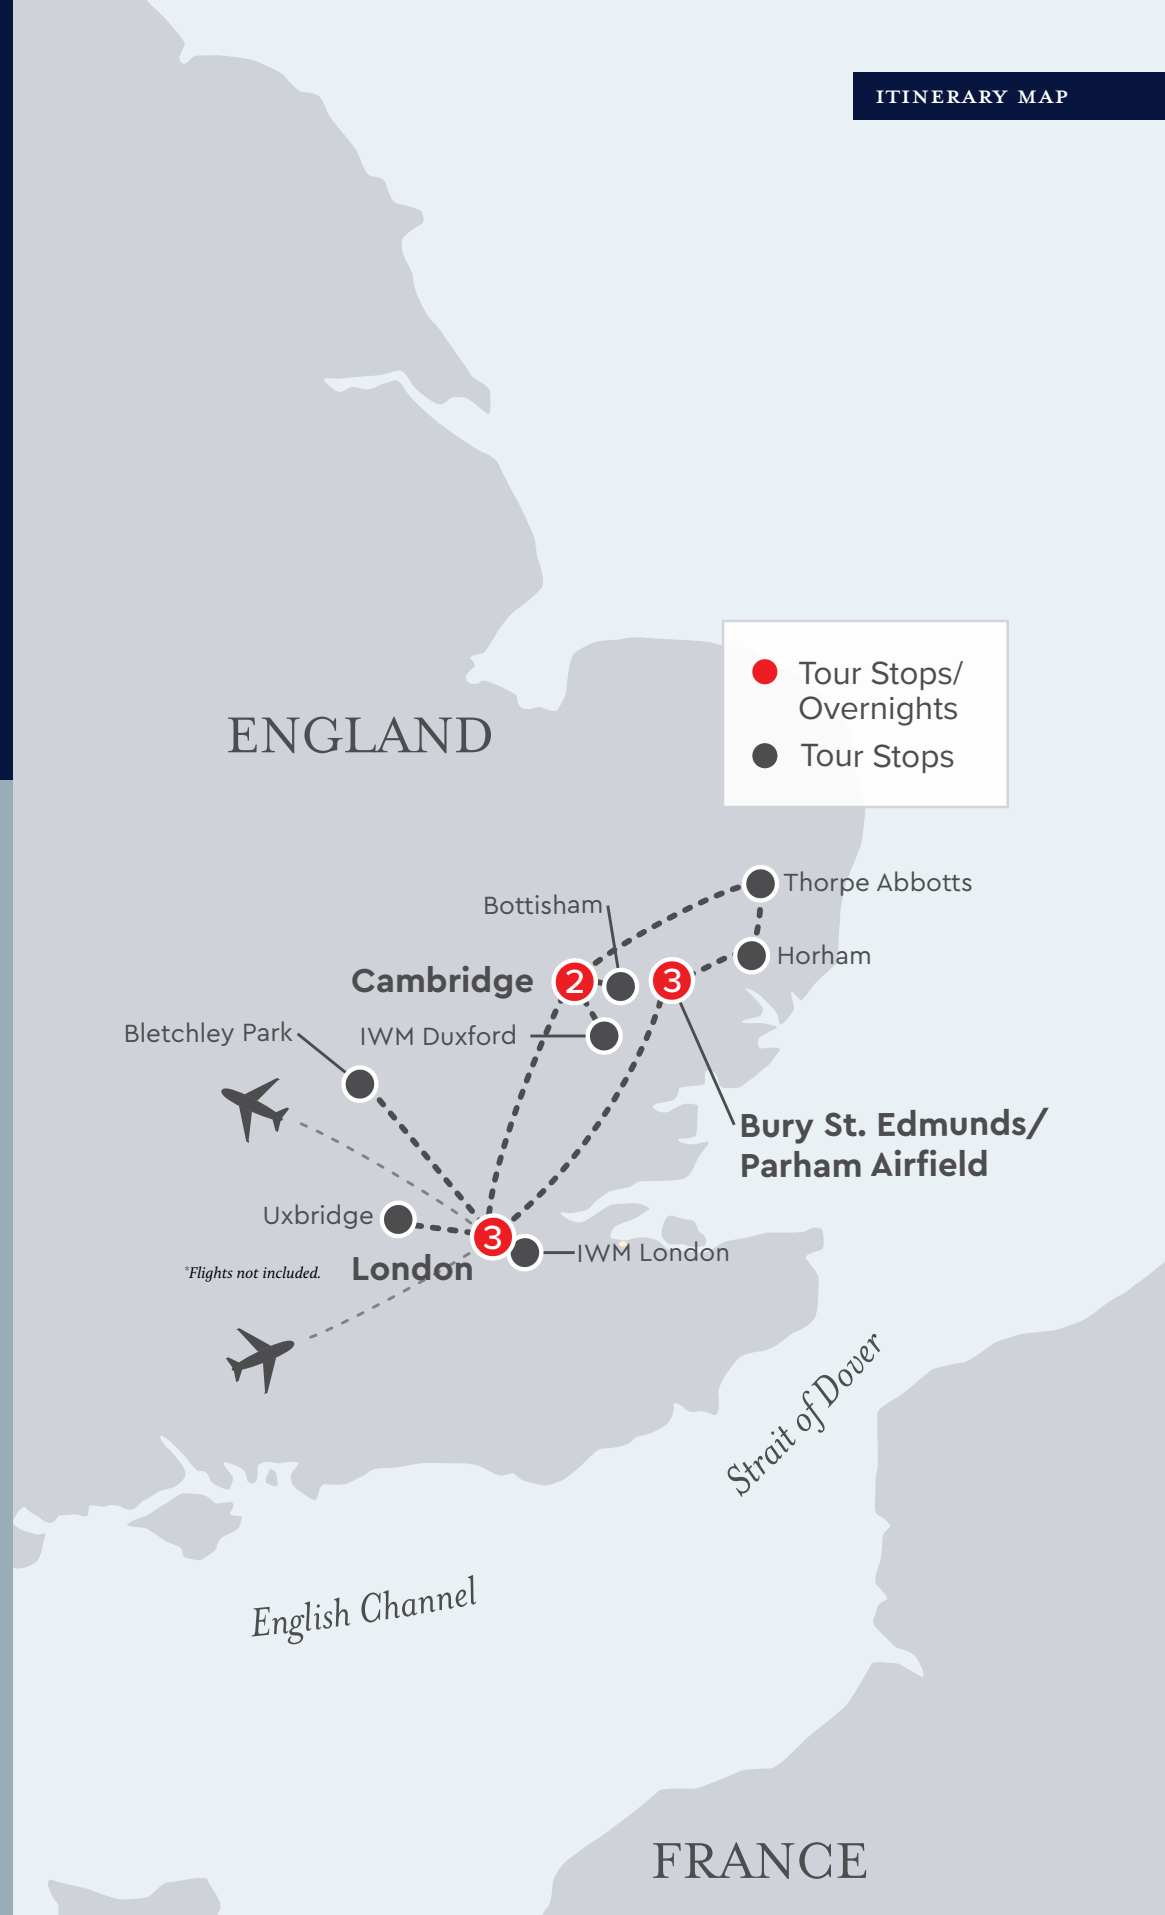 ITINERARY MAP
ENGLAND
Tour Stops/
Overnights
Tour Stops
Thorpe Abbotts
Bottisham
Horham
Cambridge
2
3
Bletchley Park
IWM Duxford
Bury St. Edmunds/
Parham Airfield
Uxbridge
3
IWM London
London
*Flights not included.
Strait of Dover
English Channel
FRANCE